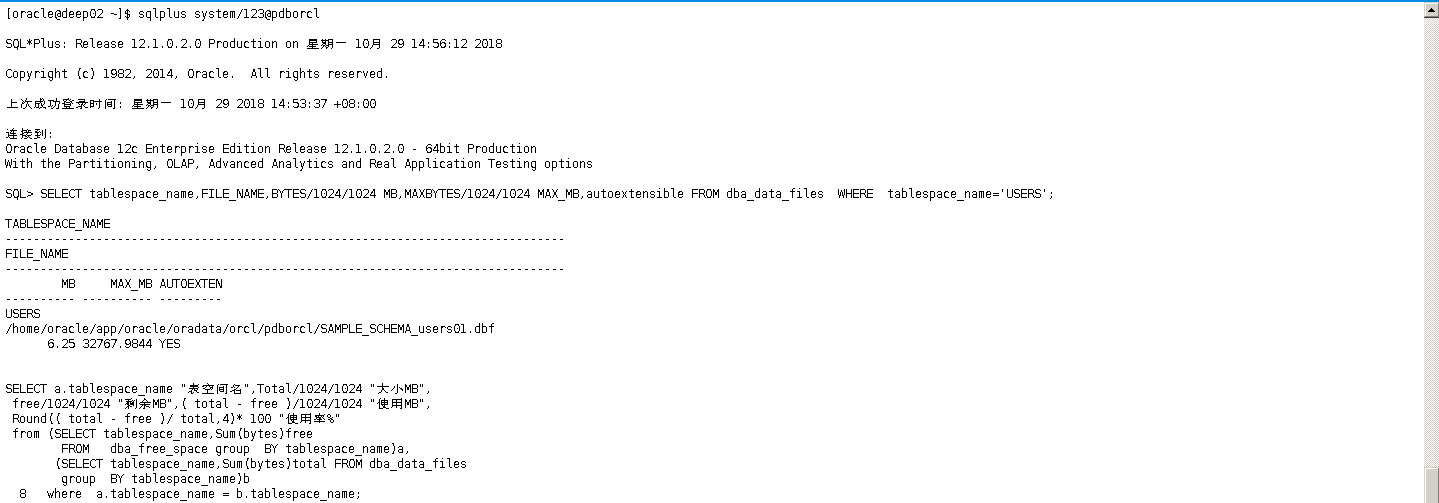 [oracle@deep02 ~]$ sqlplus system/123@pdborcl
SQL*Plus: Release 12.1.0.2.0 Production on 星期一 10月 29 14:56:12 2018
Copyright (c) 1982, 2014, Oracle.  All rights reserved.
上次成功登录时间: 星期一 10月 29 2018 14:53:37 +08:00
连接到:
Oracle Database 12c Enterprise Edition Release 12.1.0.2.0 - 64bit Production
With the Partitioning, OLAP, Advanced Analytics and Real Application Testing options
SQL> SELECT tablespace_name,FILE_NAME,BYTES/1024/1024 MB,MAXBYTES/1024/1024 MAX_MB,autoextensible FROM dba_data_files  WHERE  tablespace_name='USERS';
TABLESPACE_NAME
--------------------------------------------------------------------------------
FILE_NAME
--------------------------------------------------------------------------------
        MB     MAX_MB AUTOEXTEN
---------- ---------- ---------
USERS
/home/oracle/app/oracle/oradata/orcl/pdborcl/SAMPLE_SCHEMA_users01.dbf
      6.25 32767.9844 YES
SELECT a.tablespace_name "表空间名",Total/1024/1024 "大小MB",
 free/1024/1024 "剩余MB",( total - free )/1024/1024 "使用MB",
 Round(( total - free )/ total,4)* 100 "使用率%"
 from (SELECT tablespace_name,Sum(bytes)free
        FROM   dba_free_space group  BY tablespace_name)a,
       (SELECT tablespace_name,Sum(bytes)total FROM dba_data_files
        group  BY tablespace_name)b
  8   where  a.tablespace_name = b.tablespace_name;